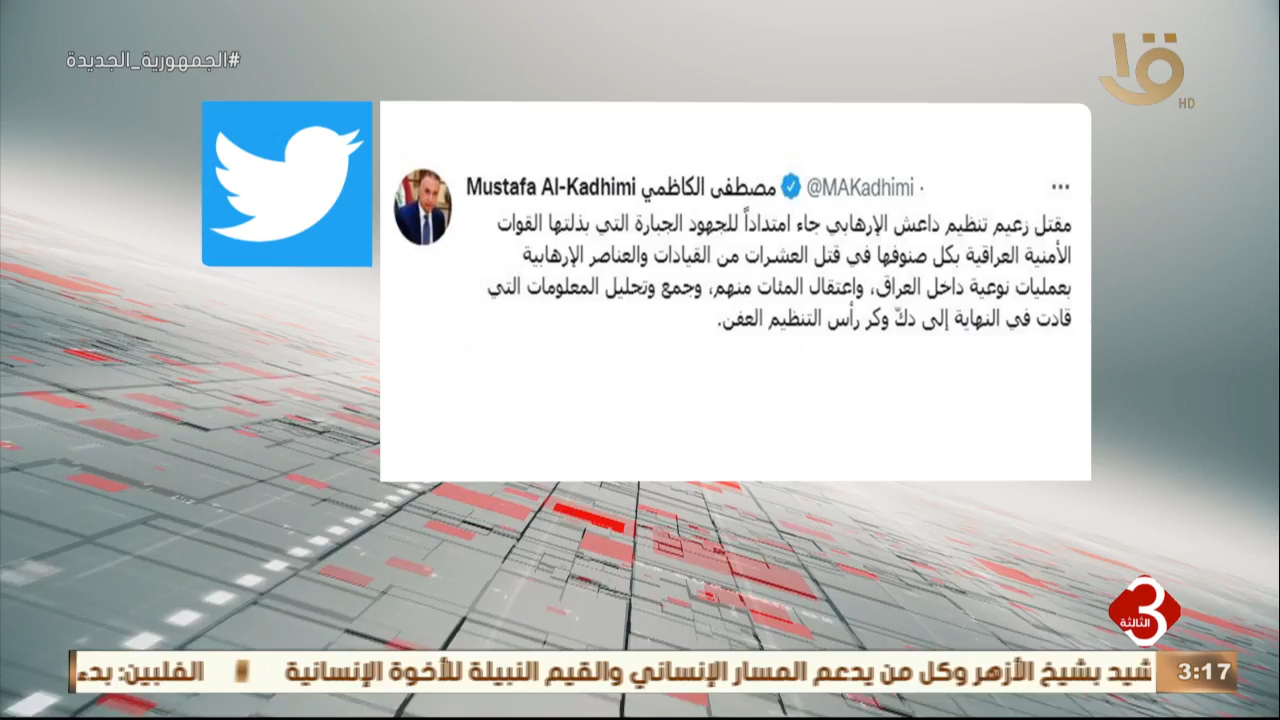 #الجمهورية_الجديدة
HD
Mustafa Al-Kadhimi مصطفى الكاظمي @MAKadhimi · ...
مقتل زعيم تنظيم داعش الإرهابي جاء امتداداً للجهود الجبارة التي بذلتها القوات
الأمنية العراقية بكل صنوفها في قتل العشرات من القيادات والعناصر الإرهابية
بعمليات نوعية داخل العراق، واعتقال المئات منهم، وجمع وتحليل المعلومات التي
قادت في النهاية إلى دكّ وكر رأس التنظيم العفن.
3
الثالثة
شيد بشيخ الأزهر وكل من يدعم المسار الإنساني والقيم النبيلة للأخوة الإنسانية الفلبين: بدء
3:17